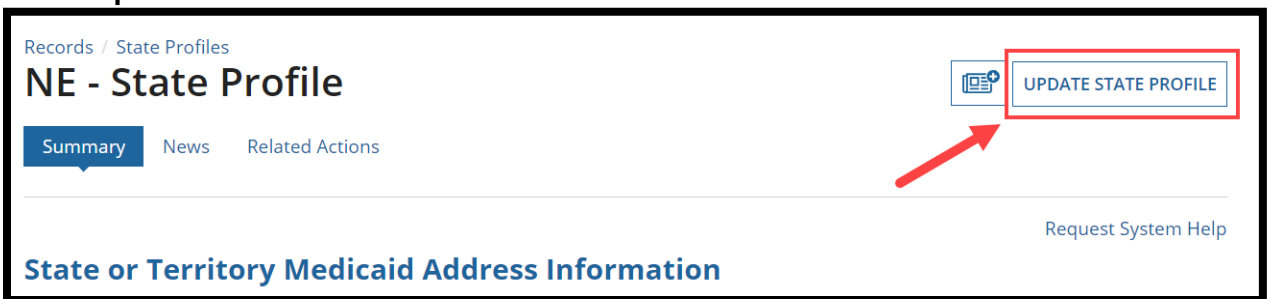 Records / State Profiles
NE - State Profile
UPDATE STATE PROFILE
Summary News Related Actions
Request System Help
State or Territory Medicaid Address Information